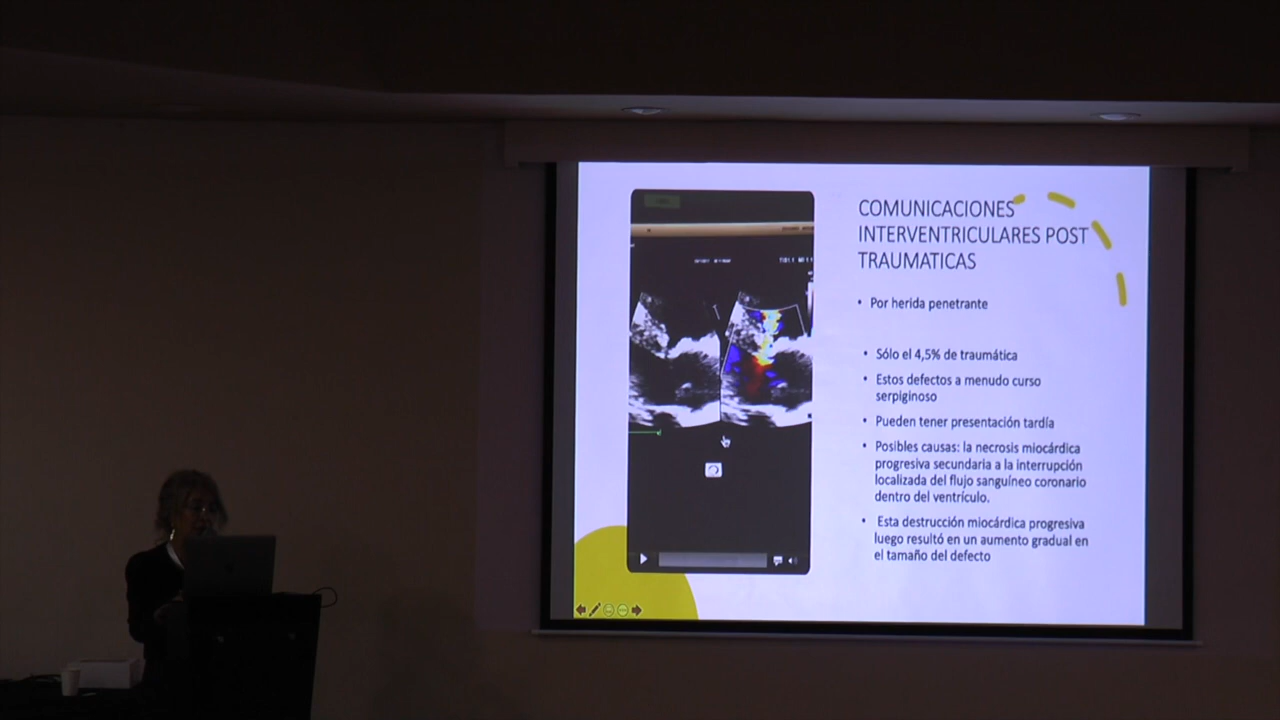 COMUNICACIONES
INTERVENTRICULARES POST
TRAUMATICAS
• Por herida penetrante
• Sólo el 4,5% de traumática
• Estos defectos a menudo curso
serpiginoso
• Pueden tener presentación tardía
• Posibles causas: la necrosis miocárdica
progresiva secundaria a la interrupción
localizada del flujo sanguíneo coronario
dentro del ventrículo.
• Esta destrucción miocárdica progresiva
luego resultó en un aumento gradual en
el tamaño del defecto